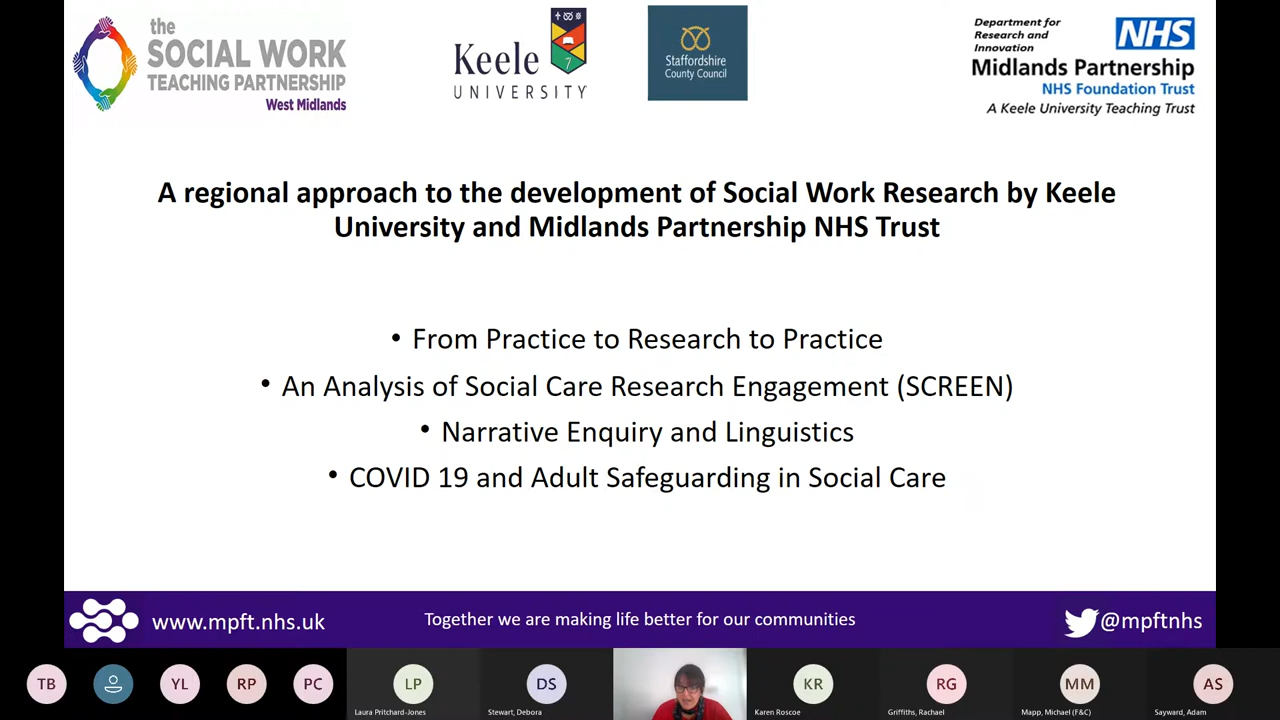 the
SOCIAL WORK
TEACHING PARTNERSHIP
West Midlands
Keele
UNIVERSITY
7
Staffordshire
County Council
Department for
Research and
Innovation
NHS
Midlands Partnership
NHS Foundation Trust
A Keele University Teaching Trust
A regional approach to the development of Social Work Research by Keele
University and Midlands Partnership NHS Trust
• From Practice to Research to Practice
• An Analysis of Social Care Research Engagement (SCREEN)
• Narrative Enquiry and Linguistics
• COVID 19 and Adult Safeguarding in Social Care
www.mpft.nhs.uk
Together we are making life better for our communities
@mpftnhs
TB
YL
RP
PC
LP
Laura Pritchard-Jones
DS
Stewart, Debora
KR
Karen Roscoe
RG
Griffiths, Rachael
MM
Mapp, Michael (F&C)
AS
Sayward, Adam